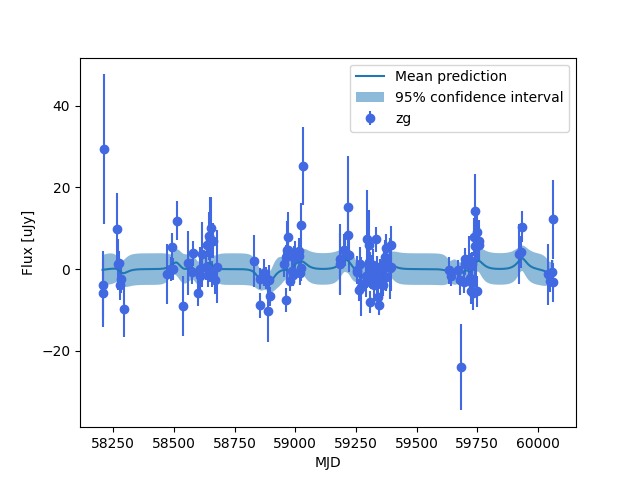 Mean prediction
95% confidence interval
zg
Flux [uJy]
40
20
0
−20
58250 58500 58750 59000 59250 59500 59750 60000
MJD